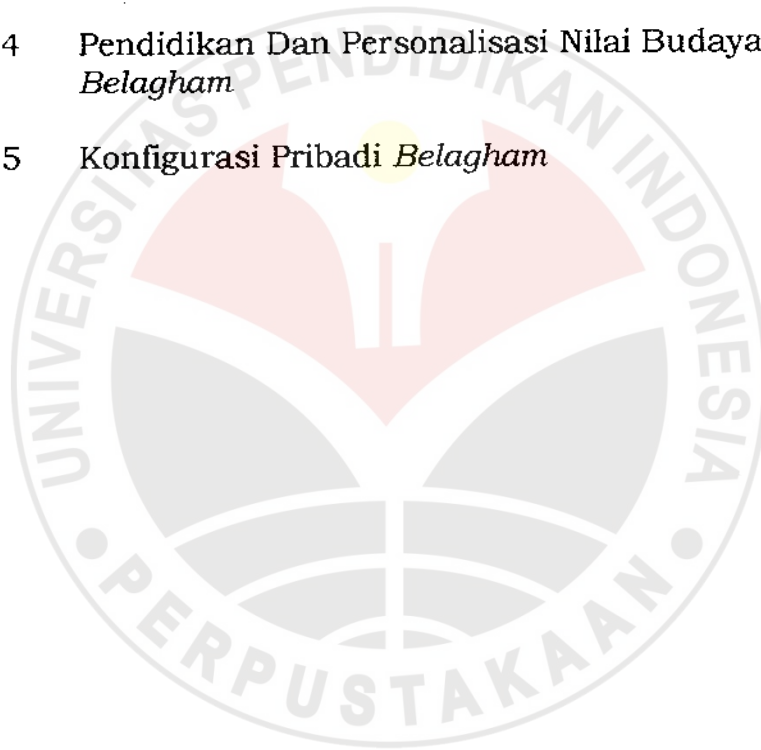 4 Pendidikan Dan Personalisasi Nilai Budaya
Belagham
5 Konfigurasi Pribadi Belagham
UNIVERSITAS PENDIDIKAN INDONESIA
PERPUSTAKAAN